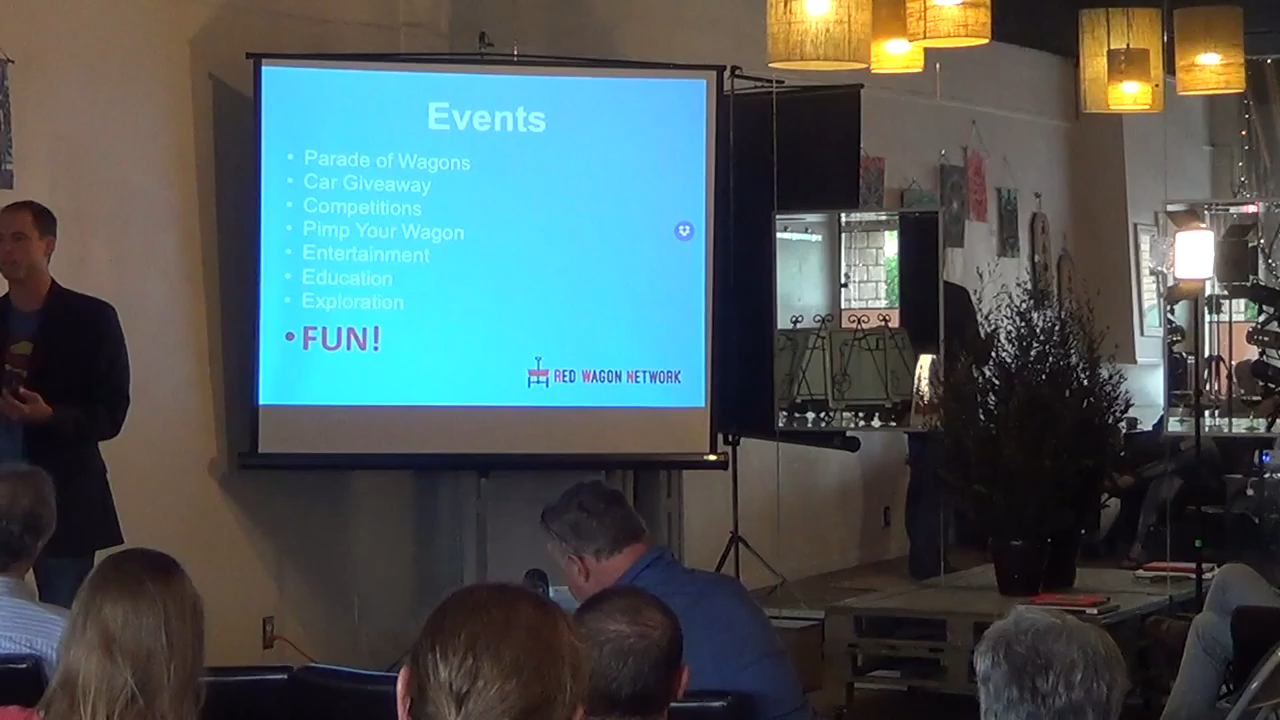 Events
• Parade of Wagons
• Car Giveaway
• Competitions
• Pimp Your Wagon
• Entertainment
• Education
• Exploration
• FUN!
RED WAGON NETWORK